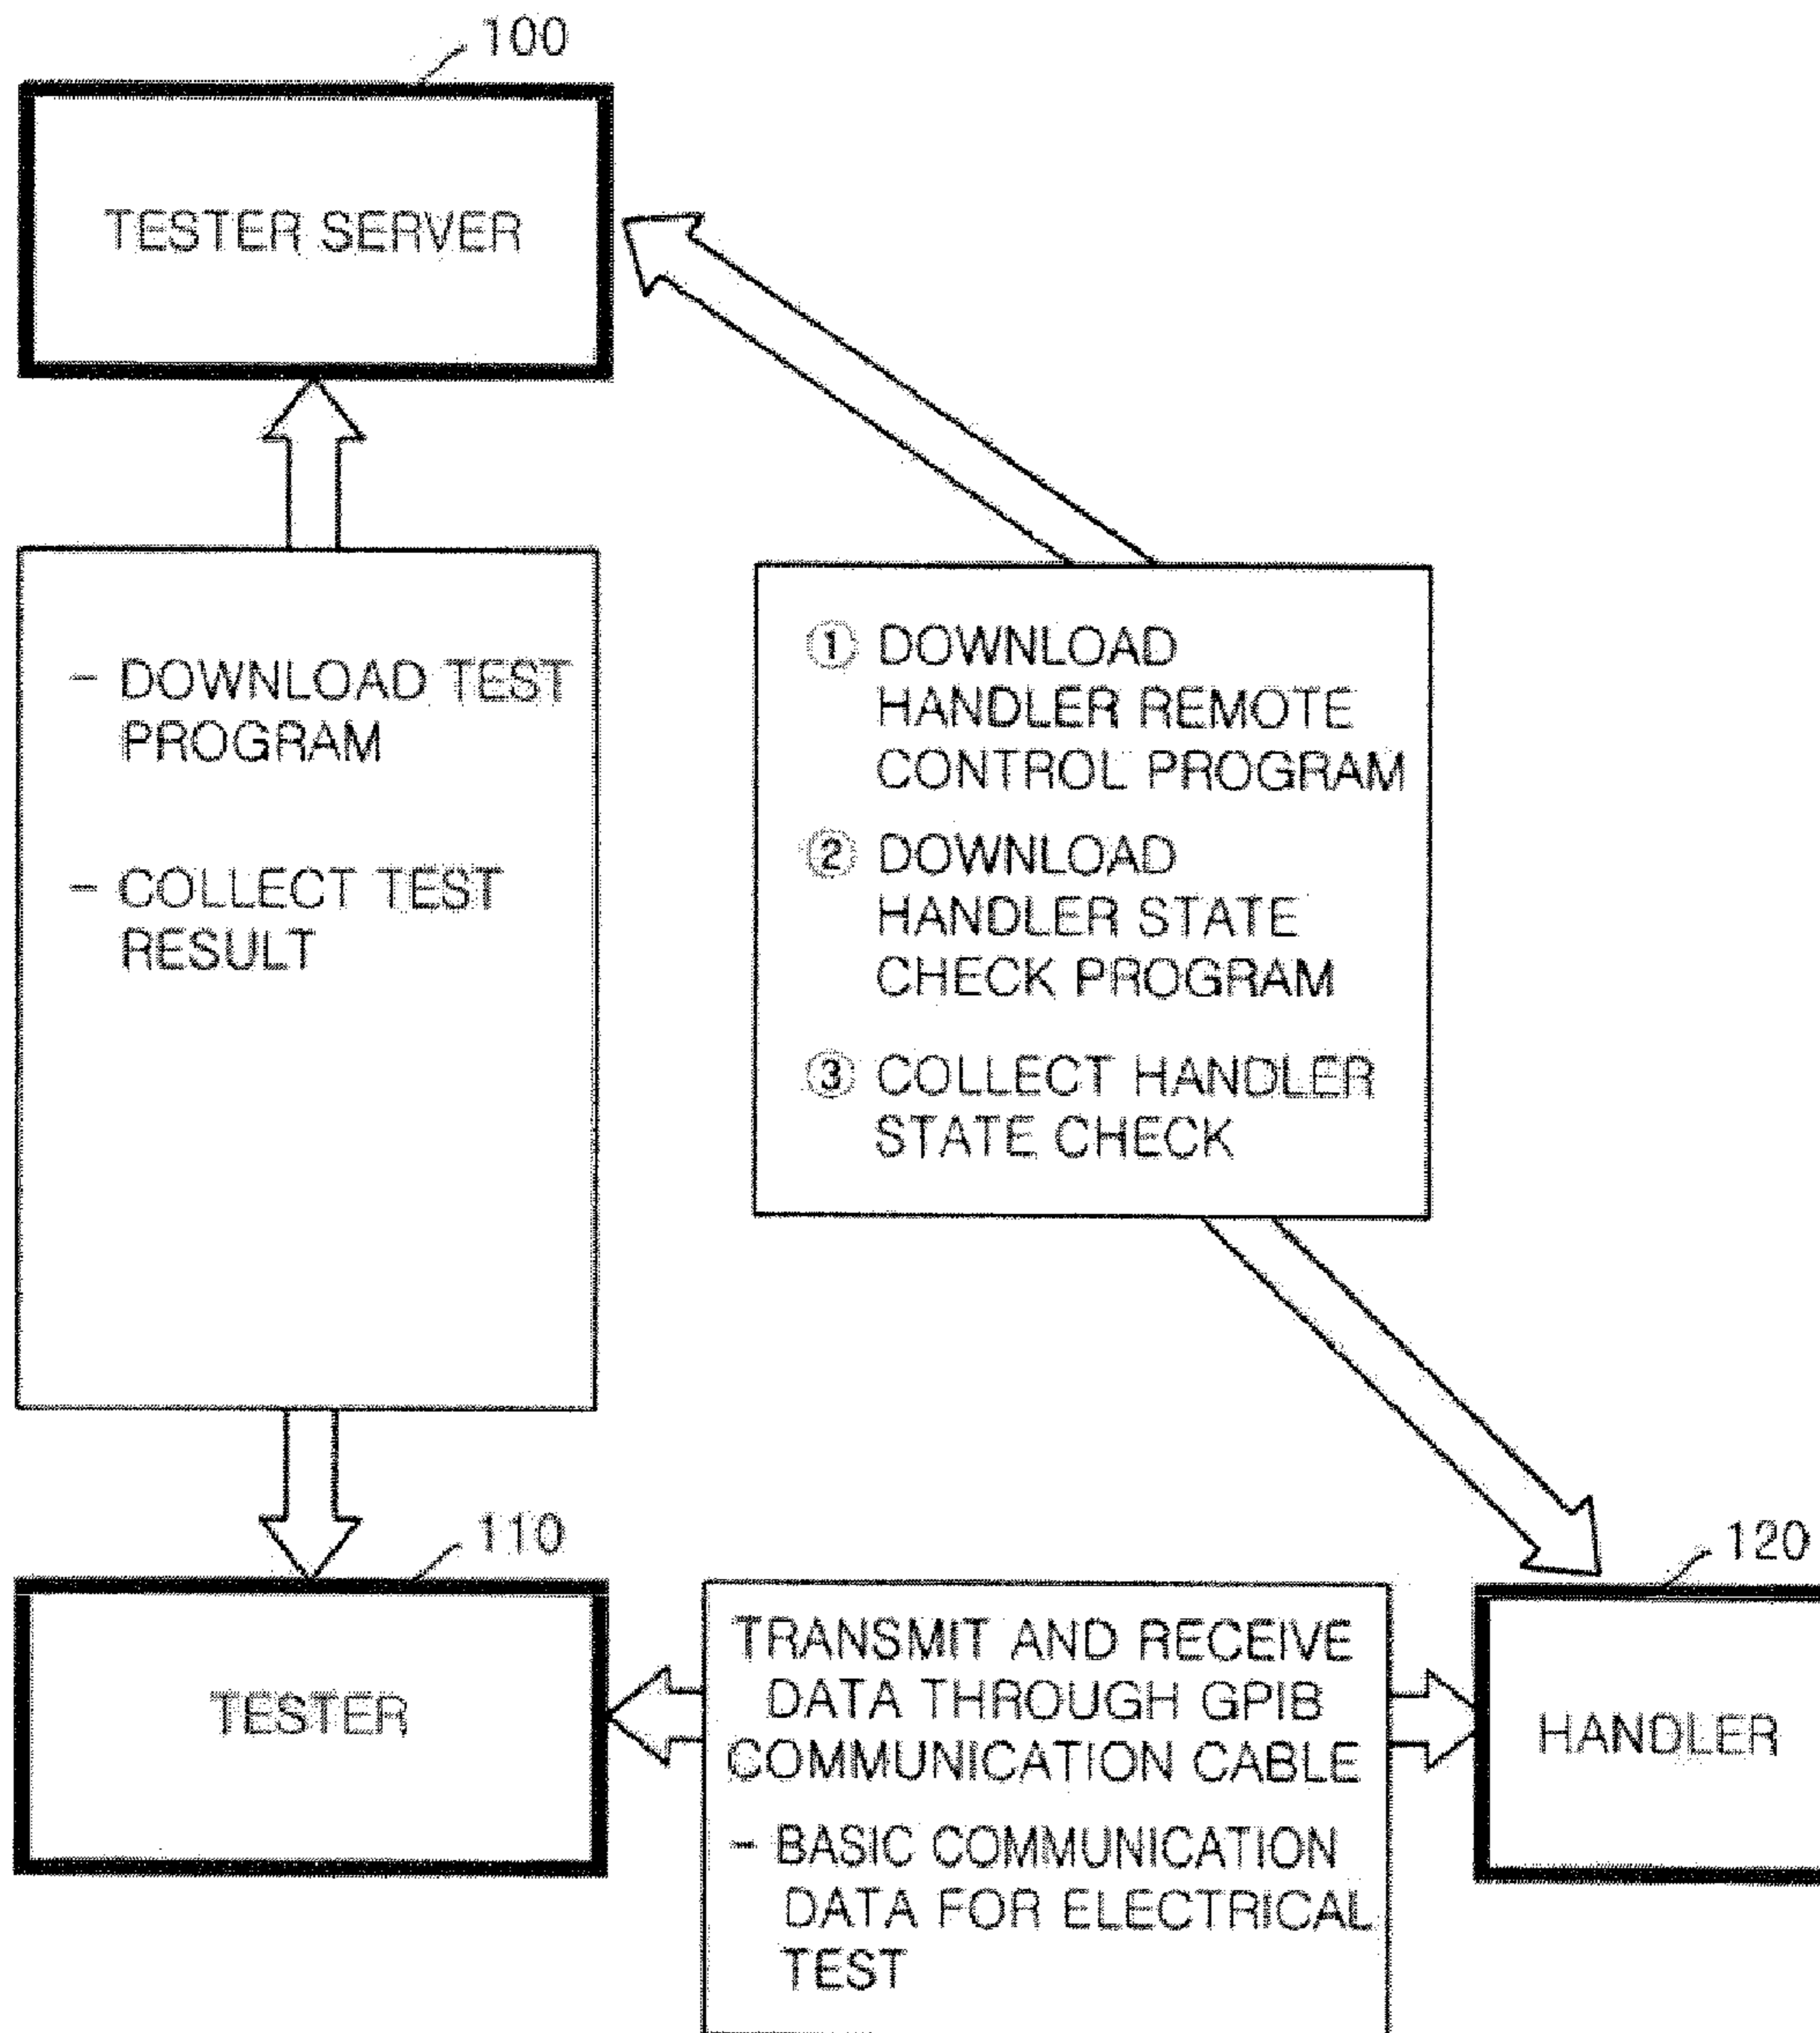 100
TESTER SERVER
- DOWNLOAD TEST
PROGRAM
- COLLECT TEST
RESULT
① DOWNLOAD
HANDLER REMOTE
CONTROL PROGRAM
② DOWNLOAD
HANDLER STATE
CHECK PROGRAM
③ COLLECT HANDLER
STATE CHECK
110
TESTER
TRANSMIT AND RECEIVE
DATA THROUGH GPIB
COMMUNICATION CABLE
- BASIC COMMUNICATION
DATA FOR ELECTRICAL
TEST
120
HANDLER